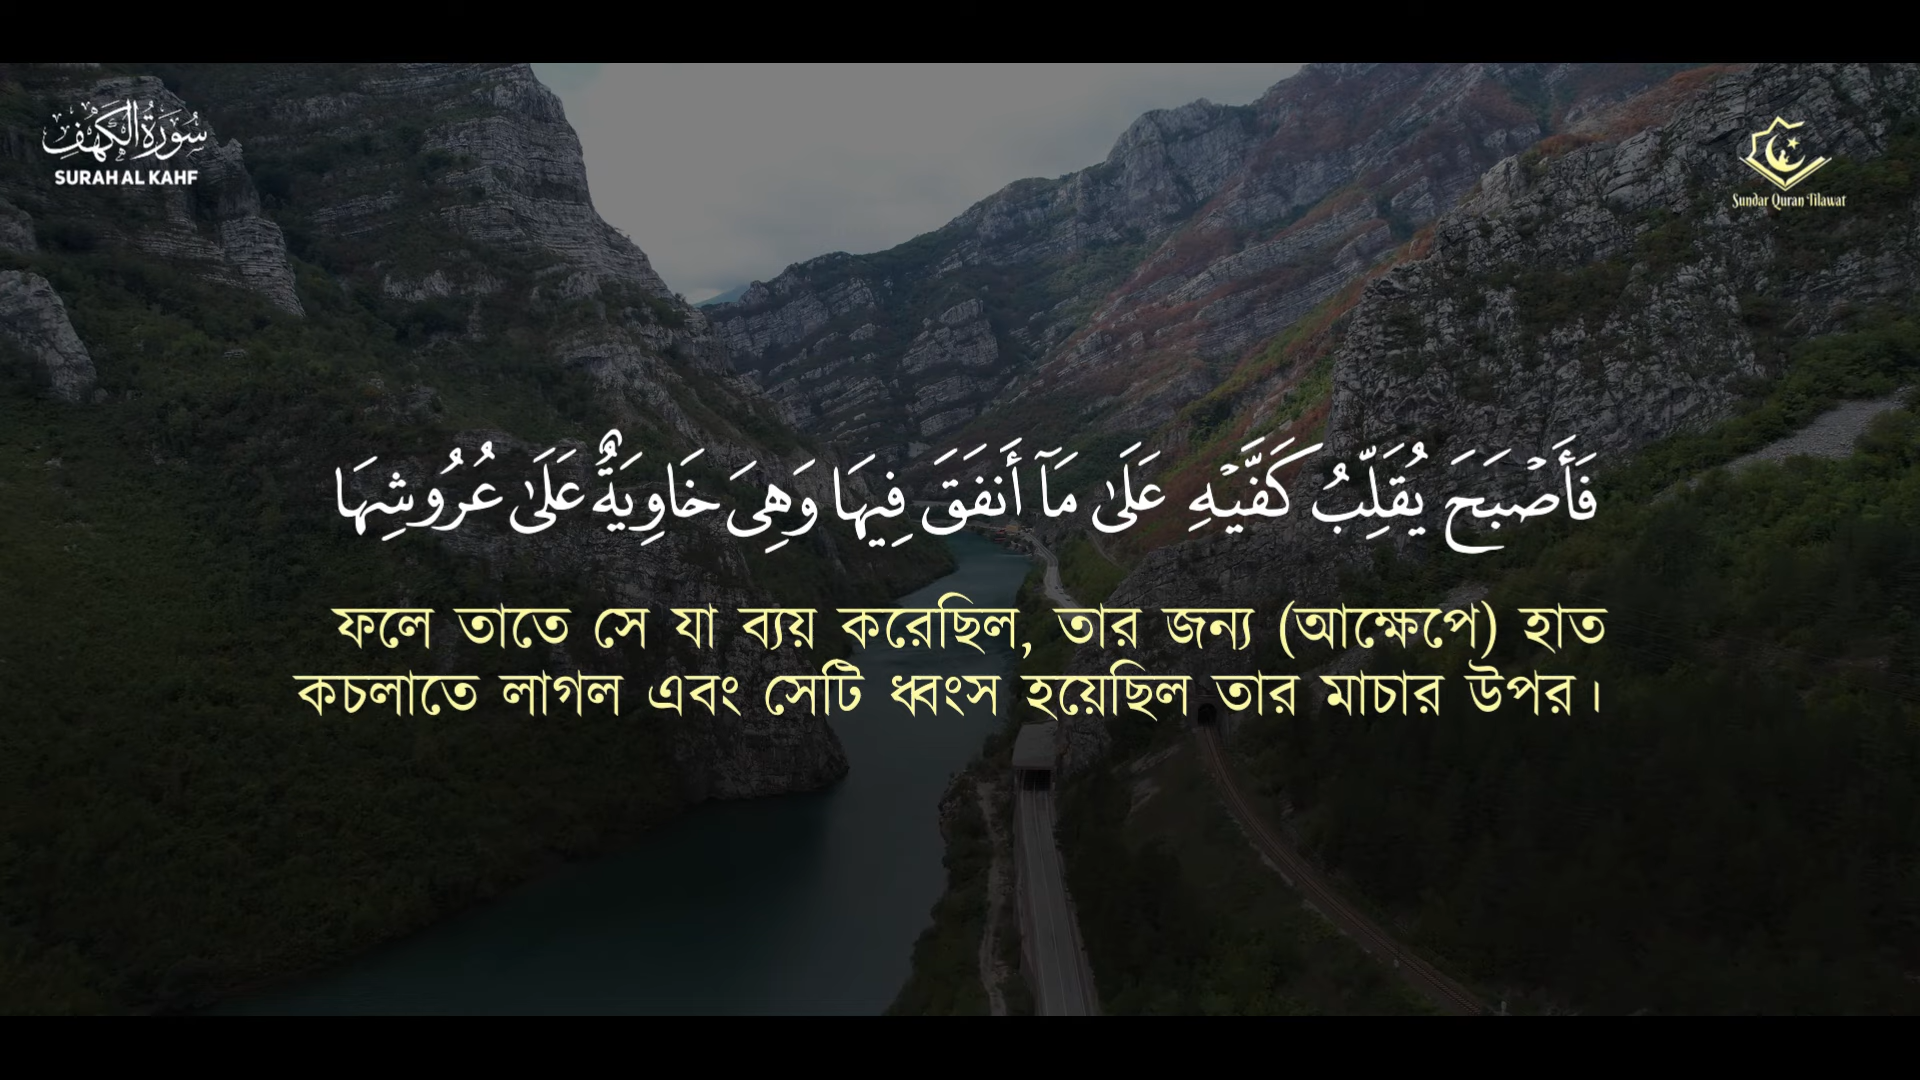 سُورَةُ الكَهْفِ
SURAH AL KAHF
Sundar Quran Tilawat
فَأَصْبَحَ يُقَلِّبُ كَفَّيْهِ عَلَىٰ مَآ أَنفَقَ فِيهَا وَهِىَ خَاوِيَةٌ عَلَىٰ عُرُوشِهَا
ফলে তাতে সে যা ব্যয় করেছিল, তার জন্য (আক্ষেপে) হাত
কচলাতে লাগল এবং সেটি ধ্বংস হয়েছিল তার মাচার উপর।